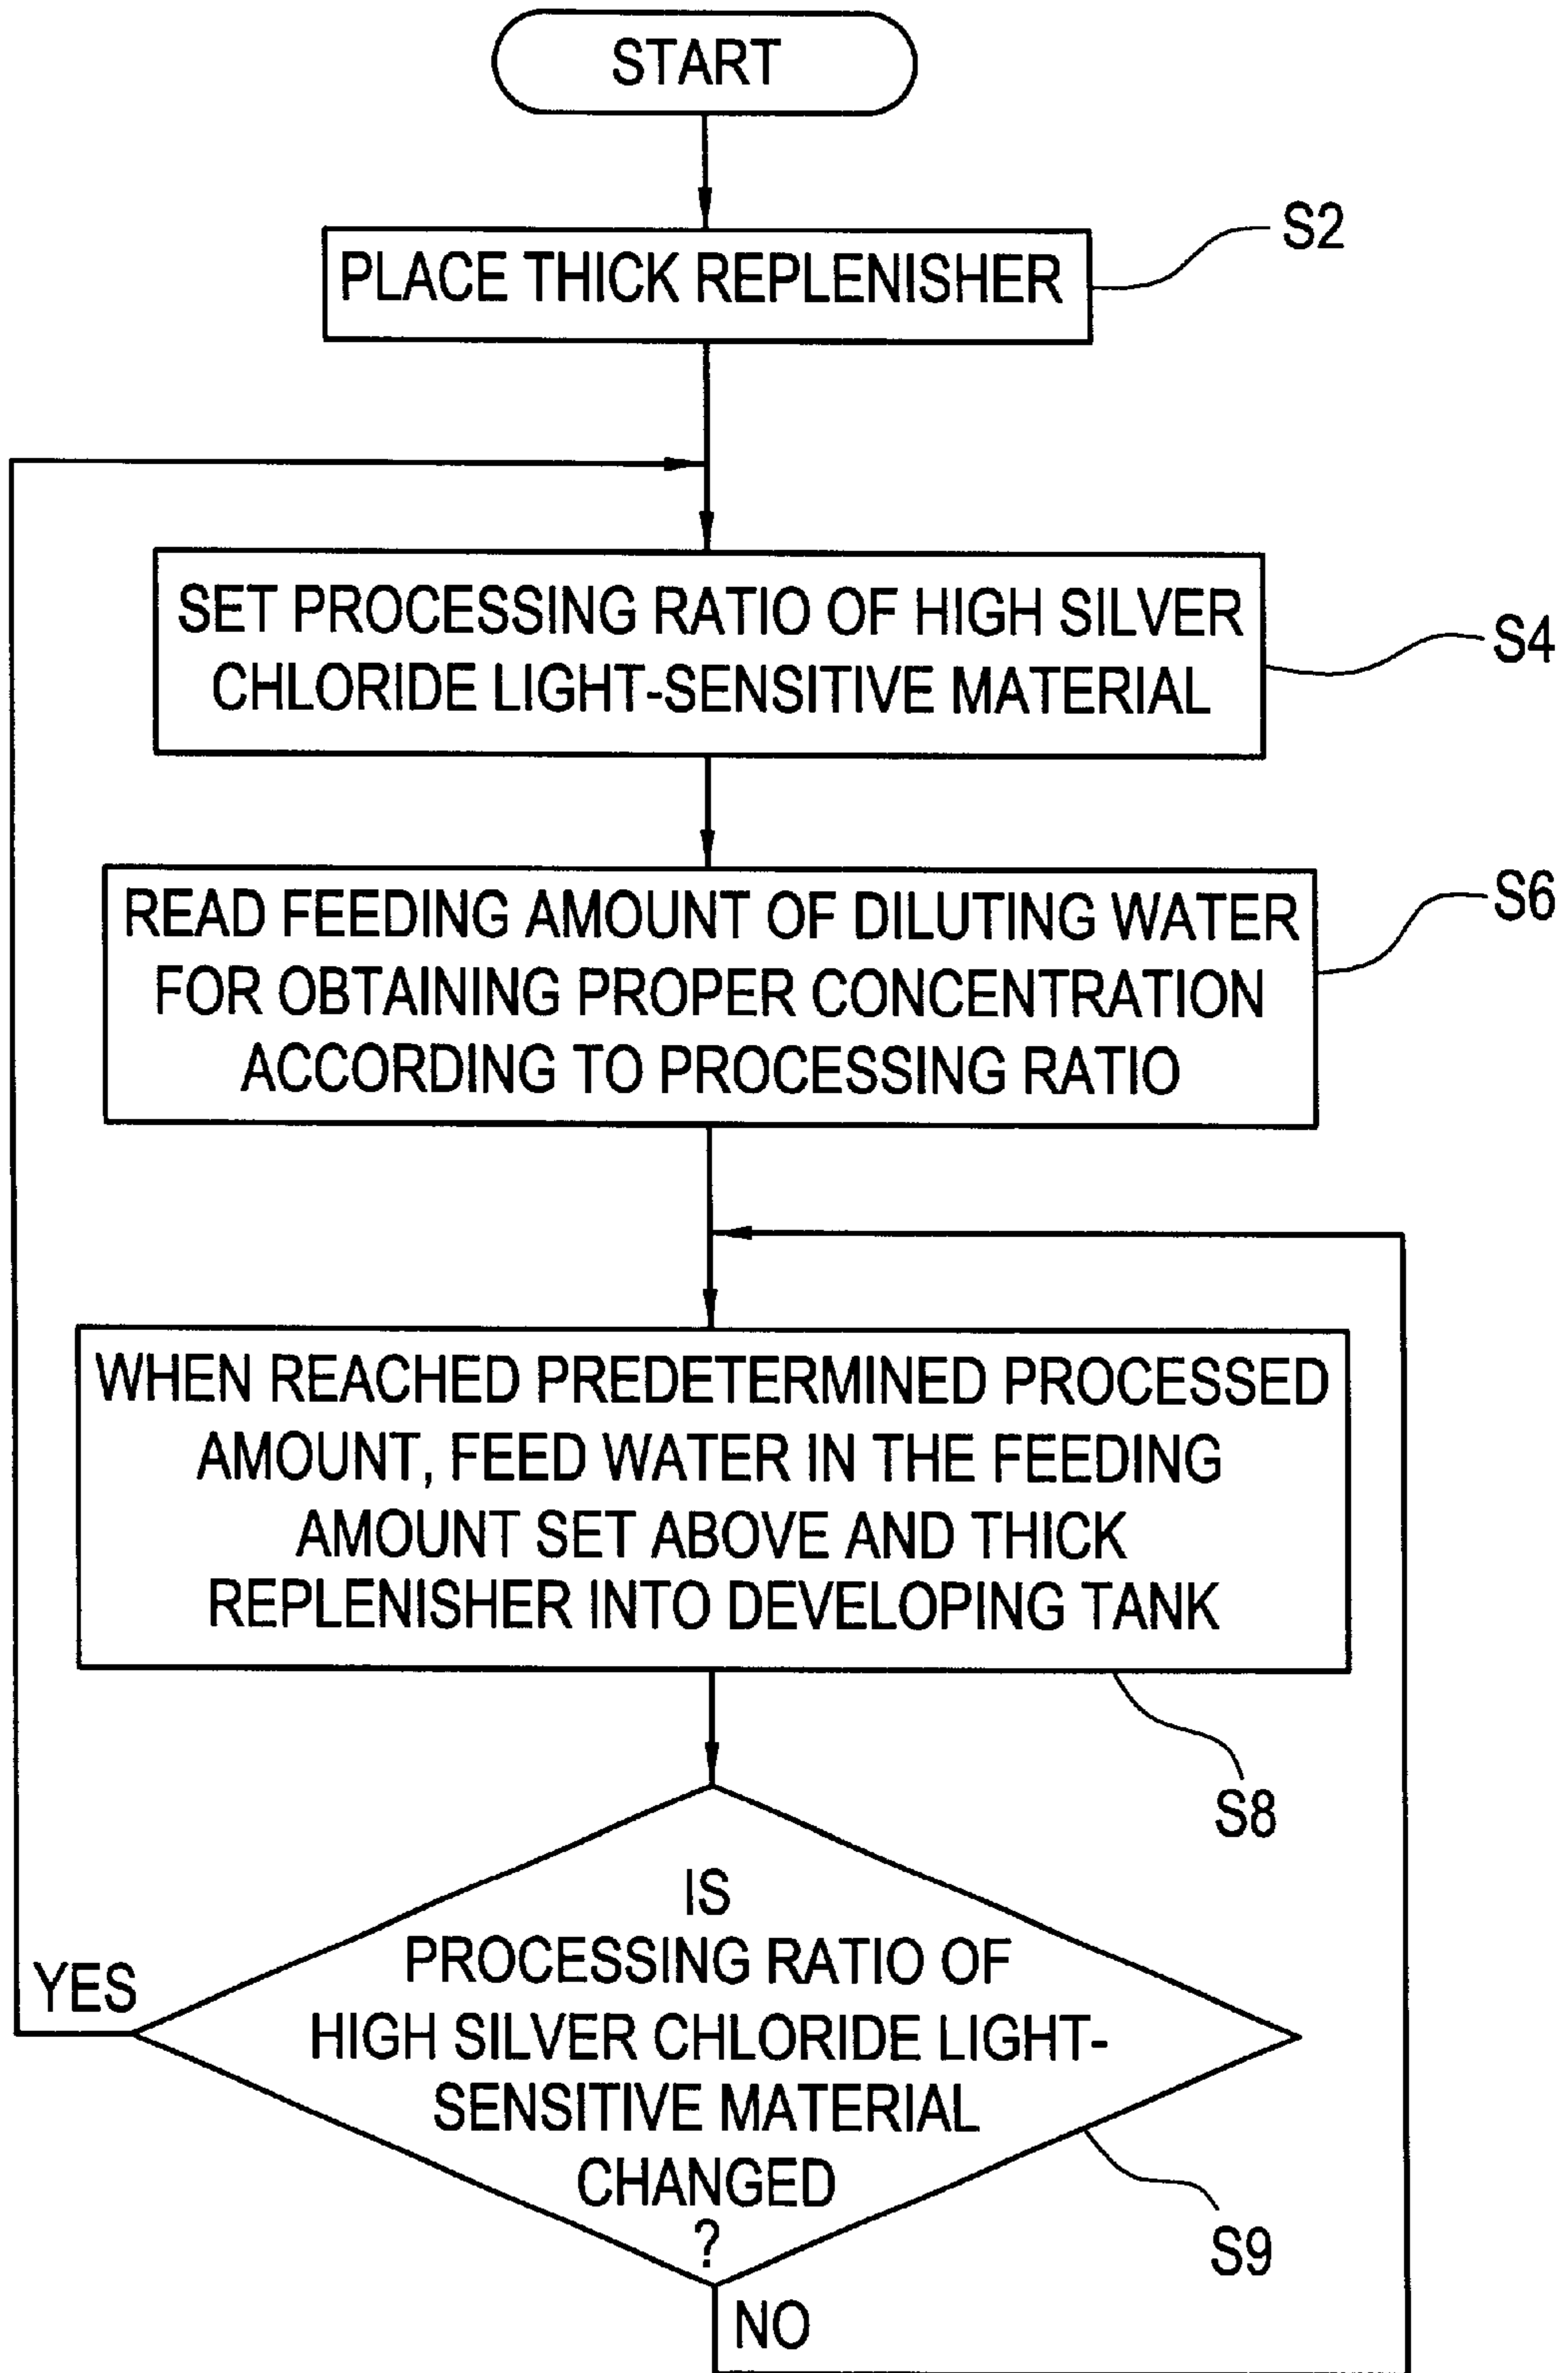 START
PLACE THICK REPLENISHER
S2
SET PROCESSING RATIO OF HIGH SILVER
CHLORIDE LIGHT-SENSITIVE MATERIAL
S4
READ FEEDING AMOUNT OF DILUTING WATER
FOR OBTAINING PROPER CONCENTRATION
ACCORDING TO PROCESSING RATIO
S6
WHEN REACHED PREDETERMINED PROCESSED
AMOUNT, FEED WATER IN THE FEEDING
AMOUNT SET ABOVE AND THICK
REPLENISHER INTO DEVELOPING TANK
S8
IS
PROCESSING RATIO OF
HIGH SILVER CHLORIDE LIGHT-
SENSITIVE MATERIAL
CHANGED
?
YES
S9
NO